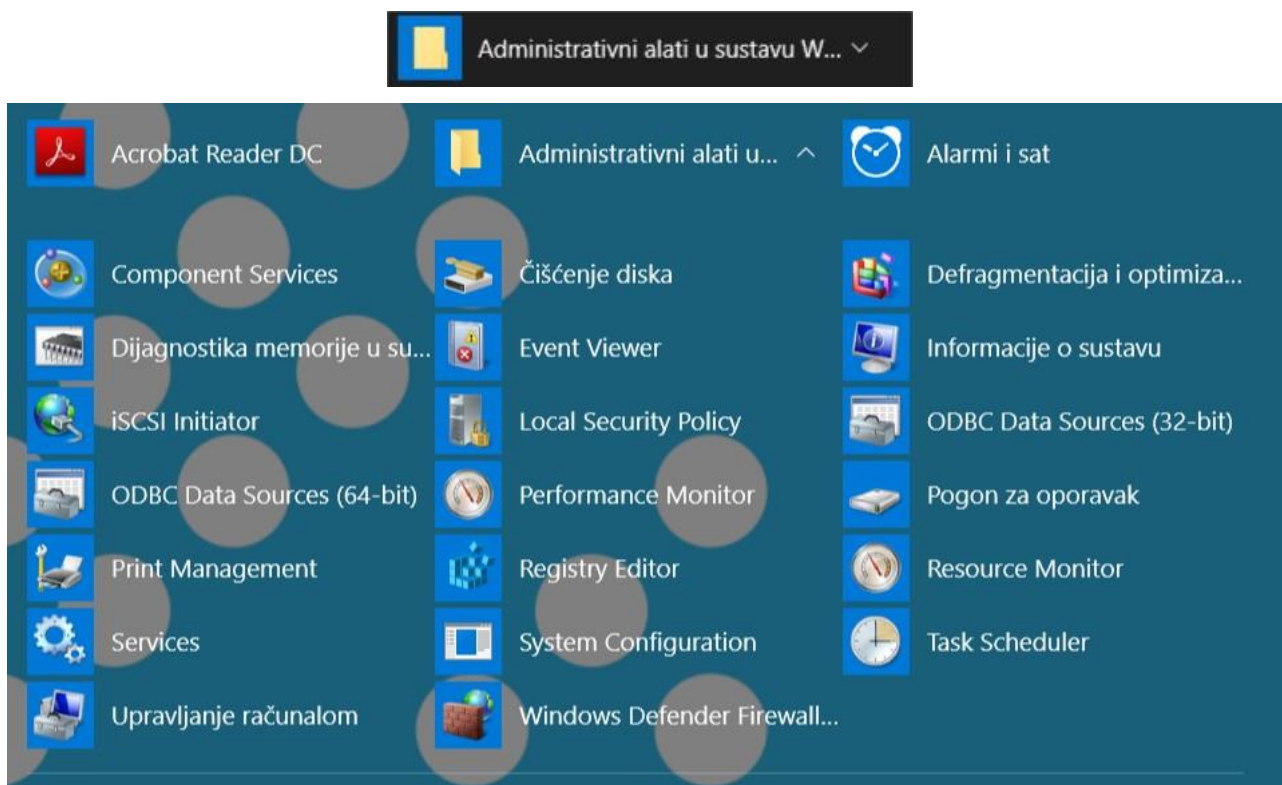 Administrativni alati u sustavu W...
Acrobat Reader DC
Administrativni alati u...
Alarmi i sat
Component Services
Čišćenje diska
Defragmentacija i optimiza...
Dijagnostika memorije u su...
Event Viewer
Informacije o sustavu
iSCSI Initiator
Local Security Policy
ODBC Data Sources (32-bit)
ODBC Data Sources (64-bit)
Performance Monitor
Pogon za oporavak
Print Management
Registry Editor
Resource Monitor
Services
System Configuration
Task Scheduler
Upravljanje računalom
Windows Defender Firewall...